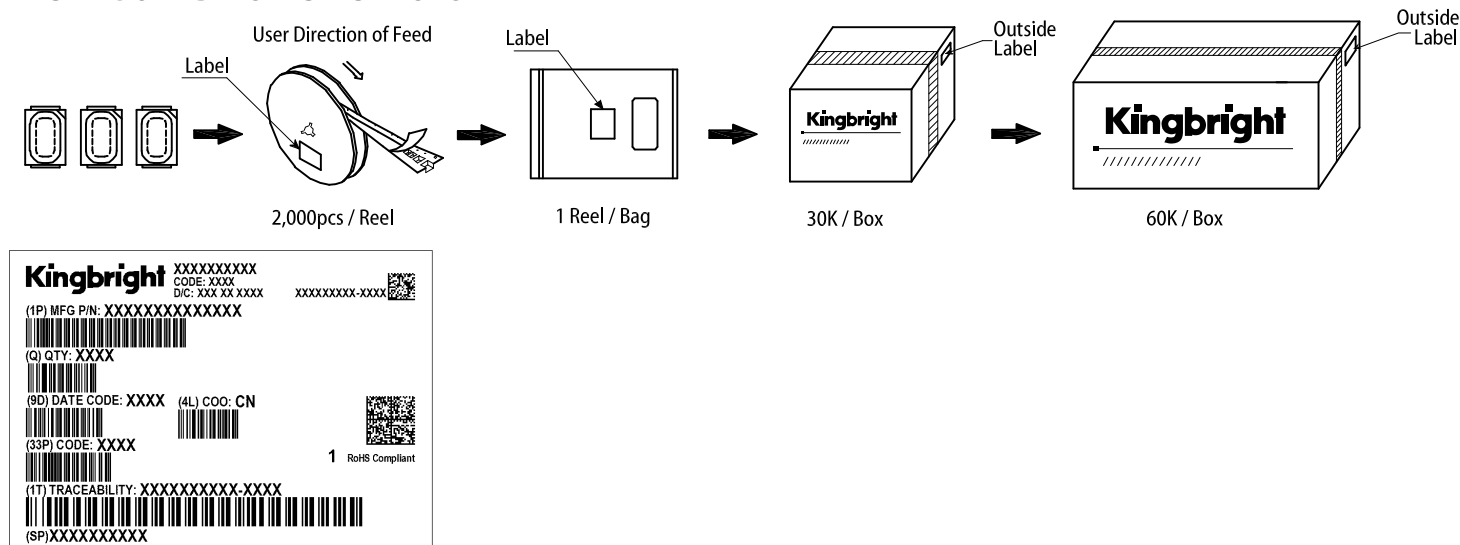 User Direction of Feed
Label
Label
Outside
Label
Outside
Label
Kingbright
Kingbright
2,000pcs / Reel
1 Reel / Bag
30K / Box
60K / Box
Kingbright
XXXXXXXXXX
CODE: XXXX
D/C: XXX XX XXXX
XXXXXXXXX-XXXX
(1P) MFG P/N: XXXXXXXXXXXXXX
(Q) QTY: XXXX
(9D) DATE CODE: XXXX
(4L) COO: CN
(33P) CODE: XXXX
1 RoHS Compliant
(1T) TRACEABILITY: XXXXXXXXXX-XXXX
(SP)XXXXXXXXXX